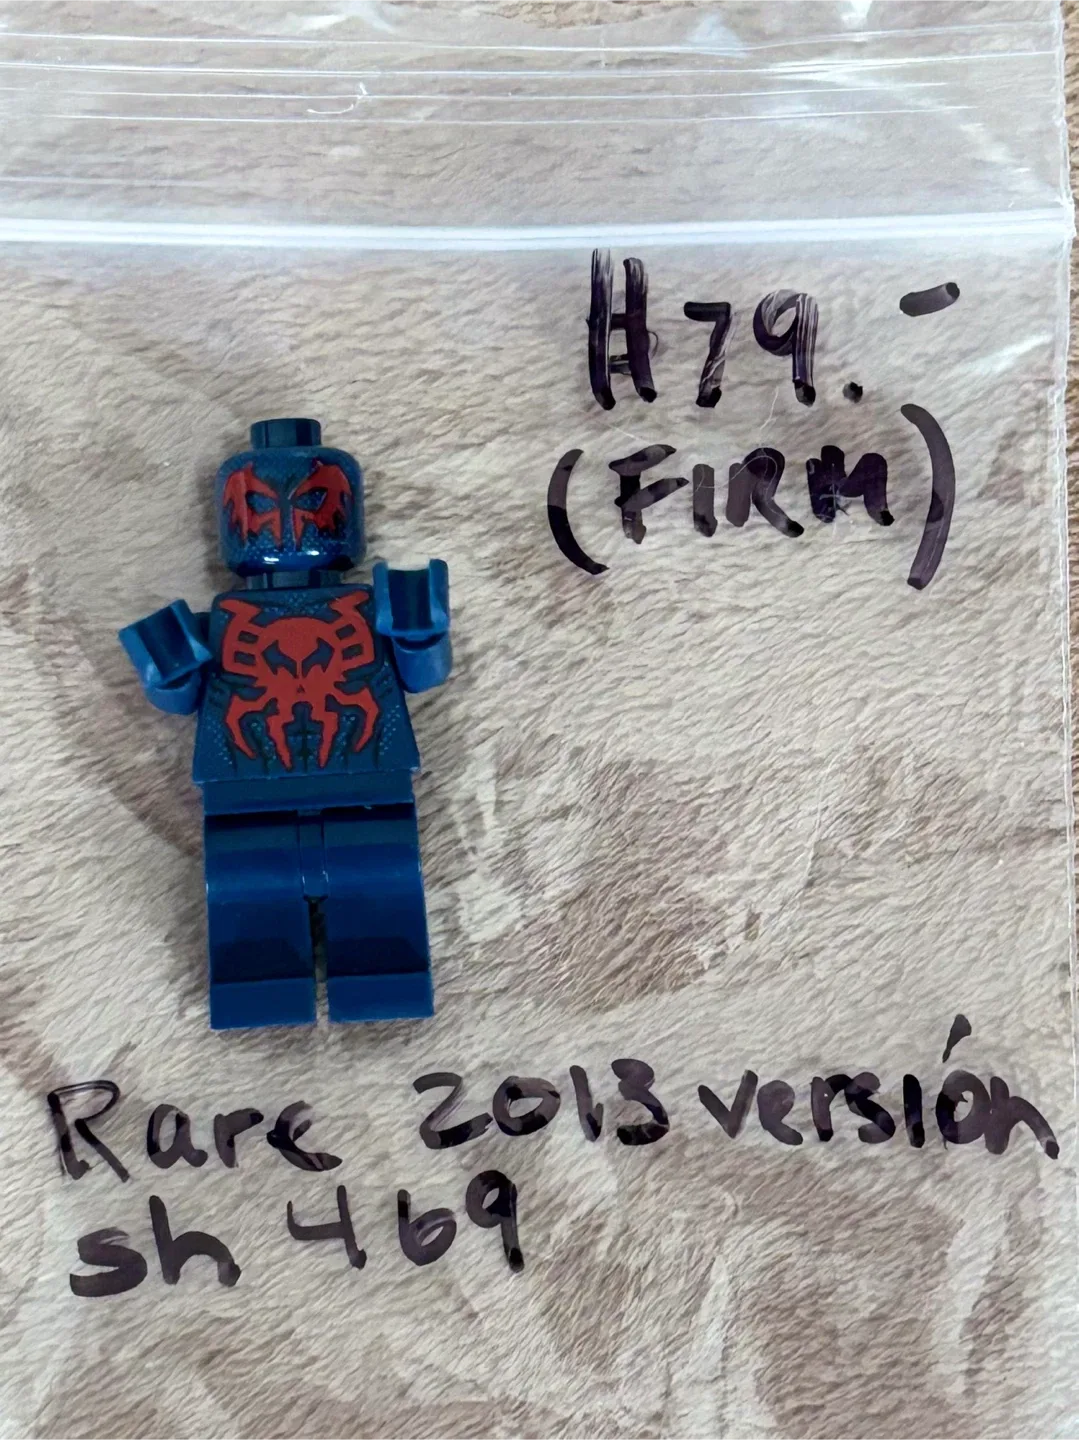 #79.-
(FIRM)
Rare 2013 versión
sh 469